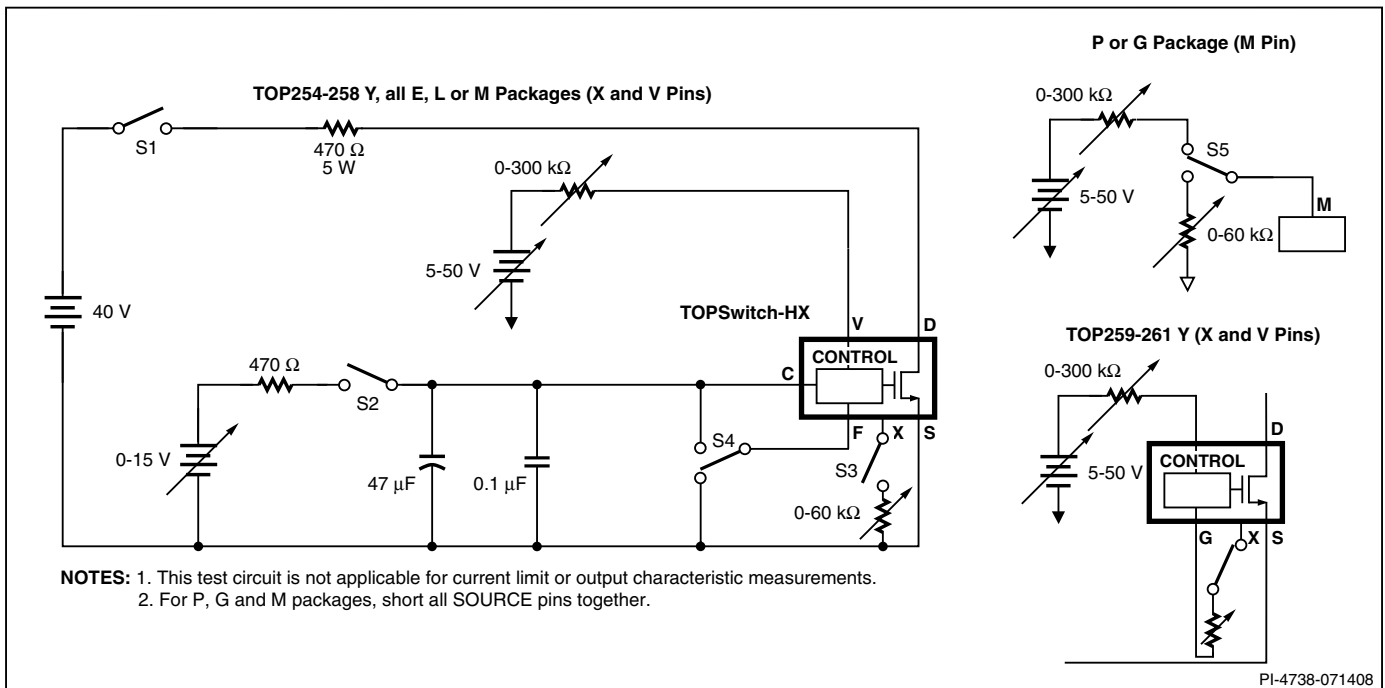 P or G Package (M Pin)
TOP254-258 Y, all E, L or M Packages (X and V Pins)
0-300 kΩ
S1
470 Ω
5 W
0-300 kΩ
S5
5-50 V
M
0-60 kΩ
5-50 V
40 V
TOPSwitch-HX
V
D
TOP259-261 Y (X and V Pins)
CONTROL
470 Ω
C
0-300 kΩ
S2
F
X
S
S4
S3
D
0-15 V
47 μF
0.1 μF
5-50 V
CONTROL
0-60 kΩ
G
X
S
NOTES: 1. This test circuit is not applicable for current limit or output characteristic measurements.
2. For P, G and M packages, short all SOURCE pins together.
PI-4738-071408